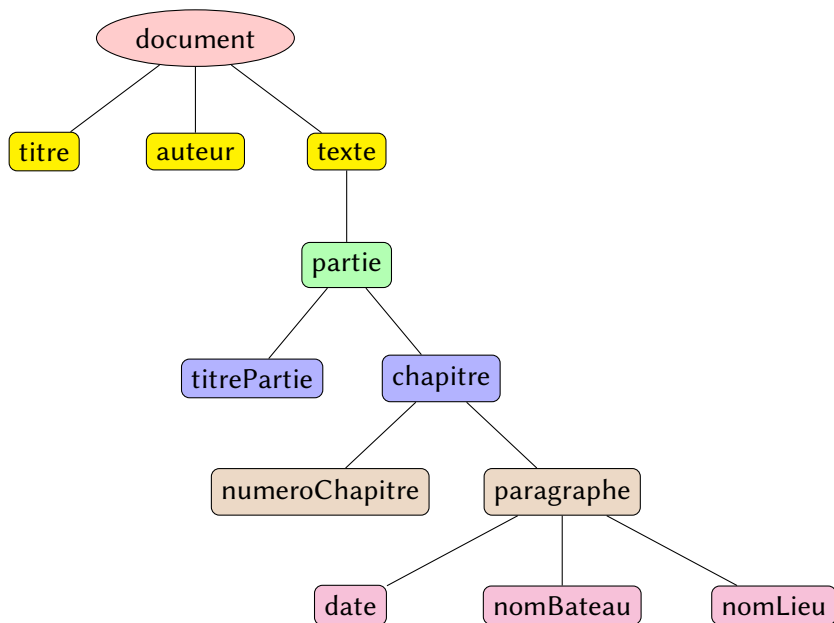 document
titre auteur texte
partie
titrePartie chapitre
numeroChapitre paragraphe
date nomBateau nomLieu